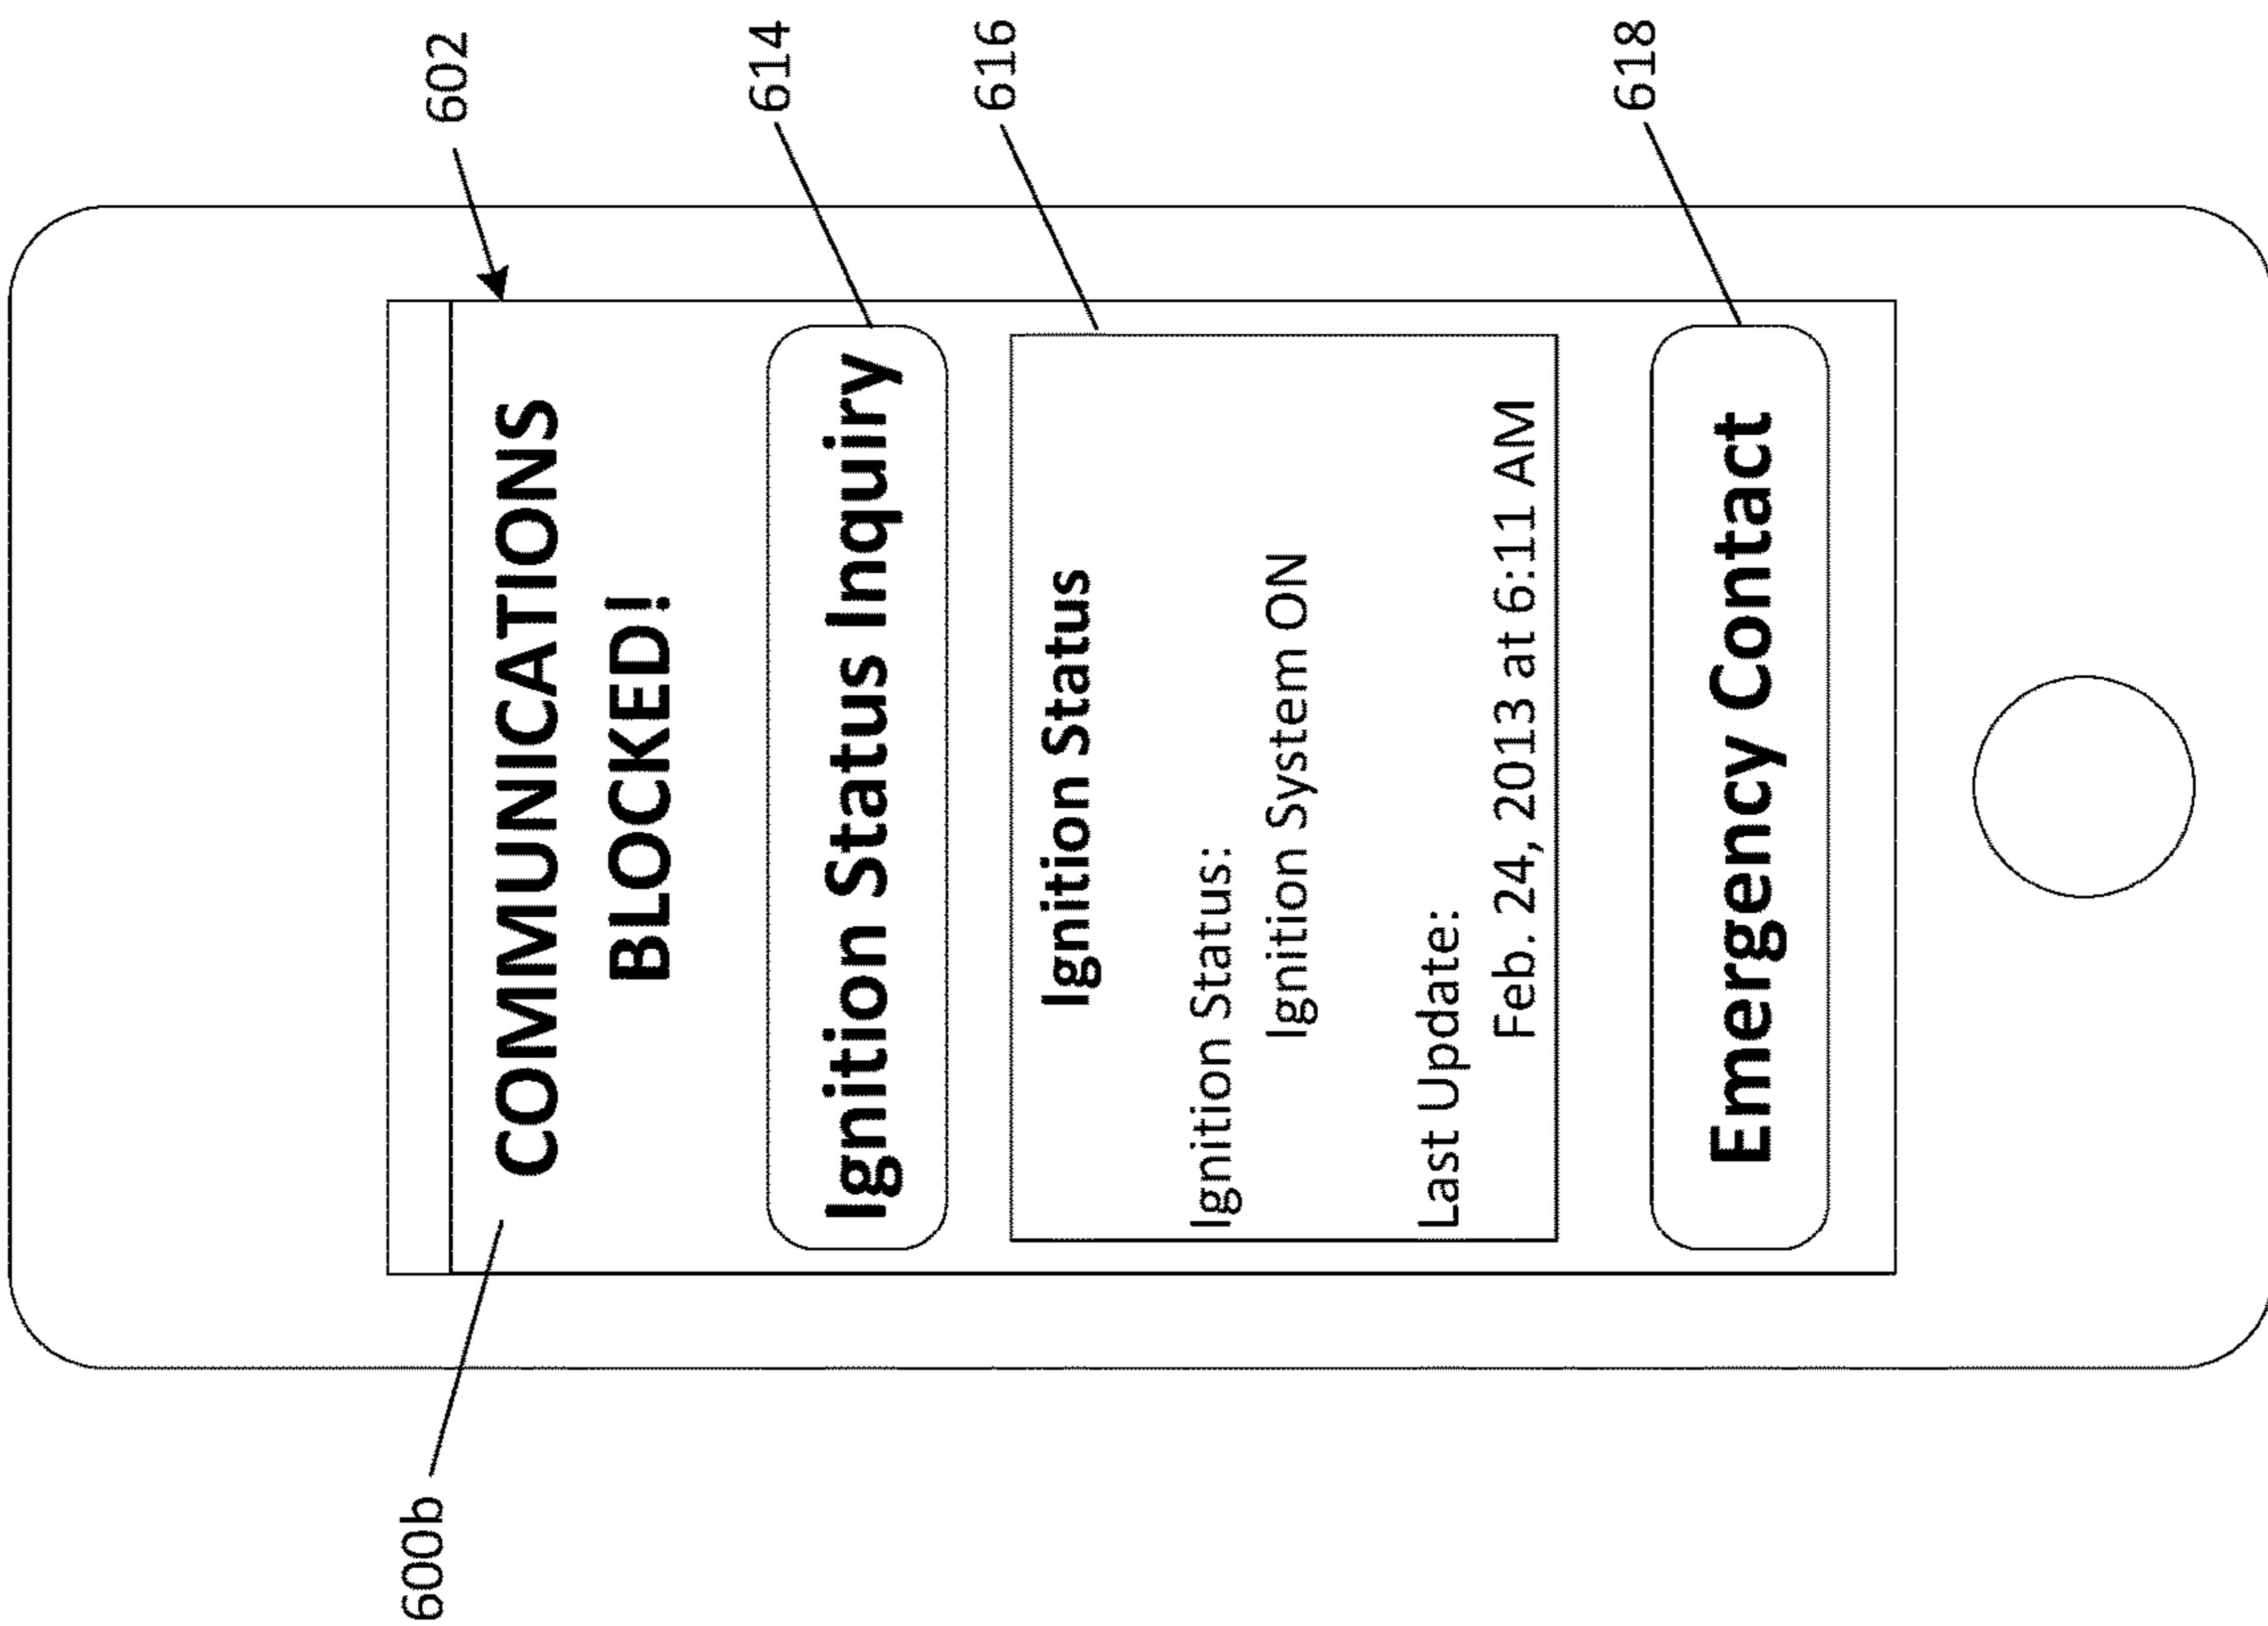 602
600b
COMMUNICATIONS
BLOCKED!
614
Ignition Status Inquiry
616
Ignition Status
Ignition Status:
Ignition System ON
Last Update:
Feb. 24, 2013 at 6:11 AM
618
Emergency Contact